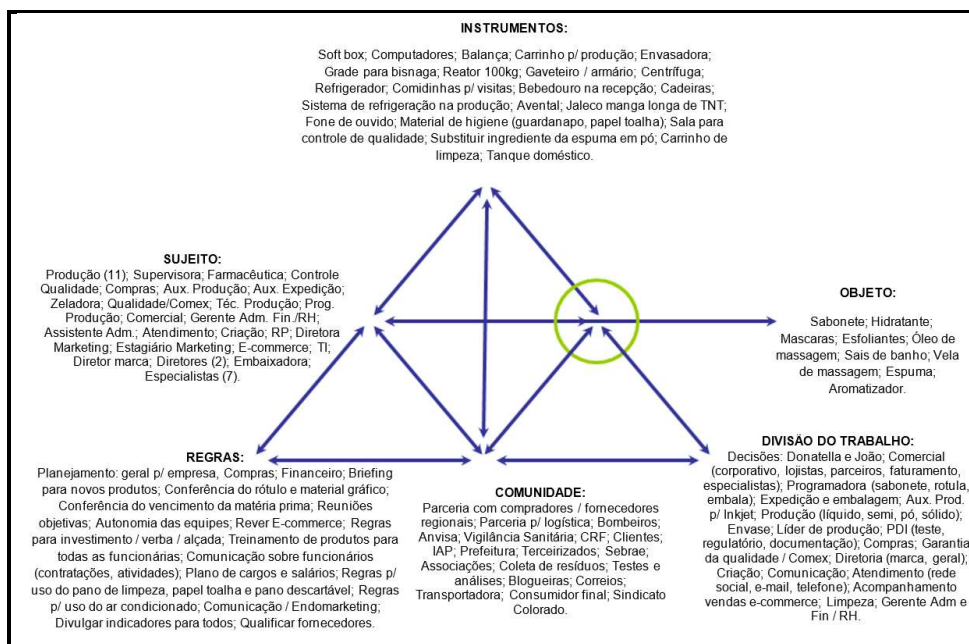 INSTRUMENTOS:
Soft box; Computadores; Balança; Carrinho p/ produção; Envasadora;
Grade para bisnaga; Reator 100kg; Gaveteiro / armário; Centrífuga;
Refrigerador; Comidinhas p/ visitas; Bebedouro na recepção; Cadeiras;
Sistema de refrigeração na produção; Avental; Jaleco manga longa de TNT;
Fone de ouvido; Material de higiene (guardanapo, papel toalha); Sala para
controle de qualidade; Substituir ingrediente da espuma em pó; Carrinho de
limpeza; Tanque doméstico.
SUJEITO:
Produção (11); Supervisora; Farmacêutica; Controle
Qualidade; Compras; Aux. Produção; Aux. Expedição;
Zeladora; Qualidade/Comex; Téc. Produção; Prog.
Produção; Comercial; Gerente Adm. Fin./RH;
Assistente Adm.; Atendimento; Criação; RP; Diretora
Marketing; Estagiário Marketing; E-commerce; TI;
Diretor marca; Diretores (2); Embaixadora;
Especialistas (7).
OBJETO:
Sabonete; Hidratante;
Mascaras; Esfoliantes; Óleo de
massagem; Sais de banho; Vela
de massagem; Espuma;
Aromatizador.
REGRAS:
Planejamento: geral p/ empresa, Compras; Financeiro; Briefing
para novos produtos; Conferência do rótulo e material gráfico;
Conferência do vencimento da matéria prima; Reuniões
objetivas; Autonomia das equipes; Rever E-commerce; Regras
para investimento / verba / alçada; Treinamento de produtos para
todas as funcionárias; Comunicação sobre funcionários
(contratações, atividades); Plano de cargos e salários; Regras p/
uso do pano de limpeza, papel toalha e pano descartável; Regras
p/ uso do ar condicionado; Comunicação / Endomarketing;
Divulgar indicadores para todos; Qualificar fornecedores.
COMUNIDADE:
Parceria com compradores / fornecedores
regionais; Parceria p/ logística; Bombeiros;
Anvisa; Vigilância Sanitária; CRF; Clientes;
IAP; Prefeitura; Terceirizados; Sebrae;
Associações; Coleta de resíduos; Testes e
análises; Blogueiras; Correios;
Transportadora; Consumidor final; Sindicato
Colorado.
DIVISÃO DO TRABALHO:
Decisões: Donatella e João; Comercial
(corporativo, lojistas, parceiros, faturamento,
especialistas); Programadora (sabonete, rotula,
embala); Expedição e embalagem; Aux. Prod.
p/ Inkjet; Produção (líquido, semi, pó, sólido);
Envase; Líder de produção; PDI (teste,
regulatório, documentação); Compras; Garantia
da qualidade / Comex; Diretoria (marca, geral);
Criação; Comunicação; Atendimento (rede
social, e-mail, telefone); Acompanhamento
vendas e-commerce; Limpeza; Gerente Adm e
Fin / RH.